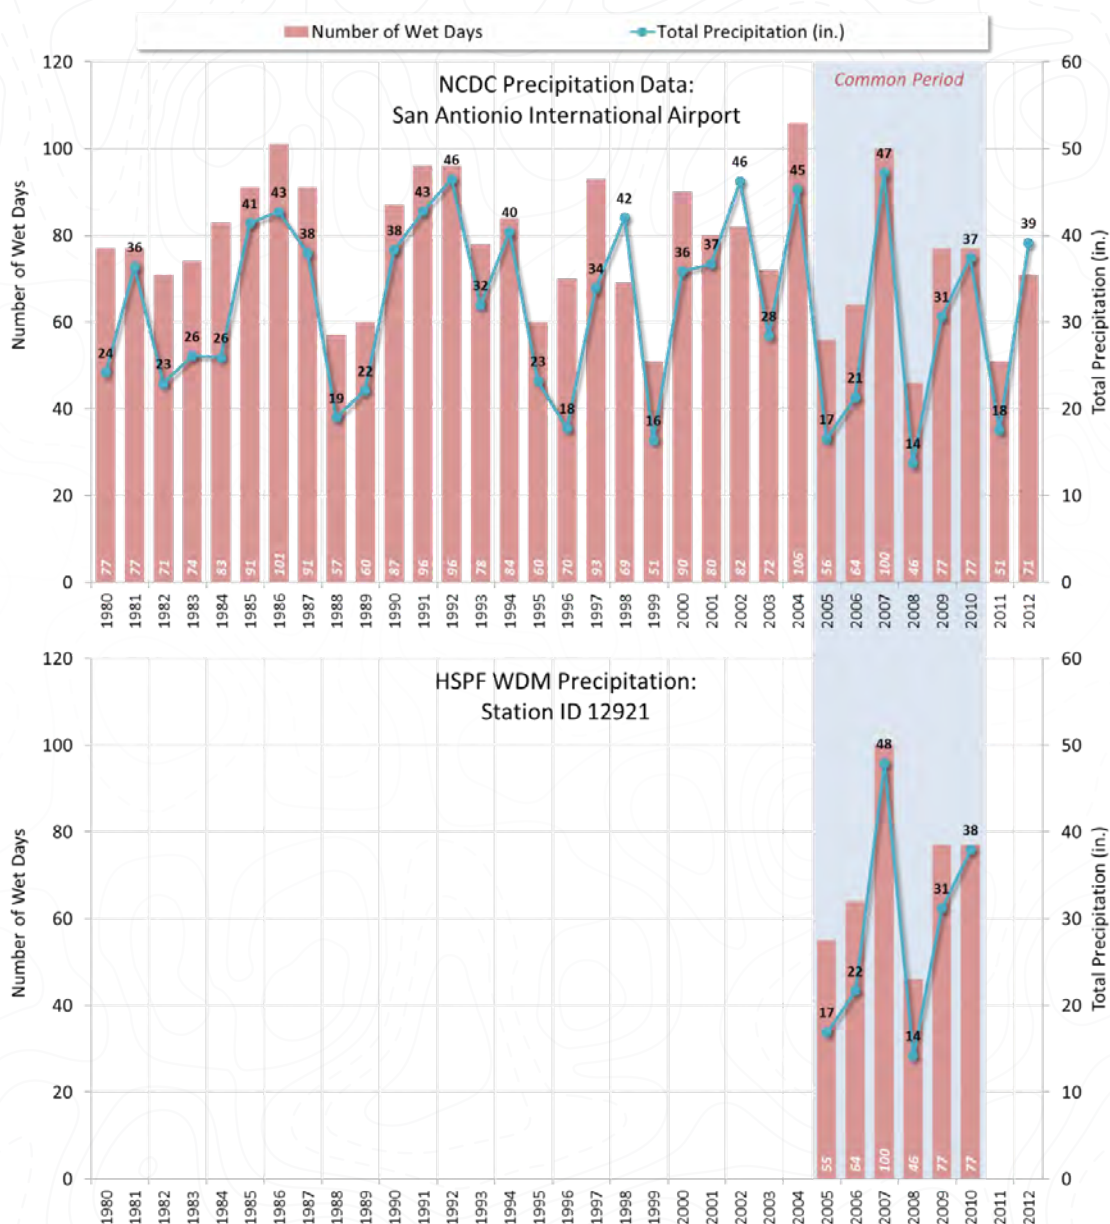 Number of Wet Days Total Precipitation (in.)
NCDC Precipitation Data:
San Antionio International Airport
Common Period
Number of Wet Days
120
100
80
60
40
20
0
Total Precipitation (in.)
60
50
40
30
20
10
0
24 36 23 26 26 41 43 38 19 22 38 43 46 32 40 23 18 34 42 16 36 37 46 28 45 17 21 47 14 31 37 18 39
77 77 71 74 83 91 101 91 57 60 87 96 96 78 84 60 70 93 69 51 90 80 82 72 106 56 64 100 46 77 77 51 71
1980 1981 1982 1983 1984 1985 1986 1987 1988 1989 1990 1991 1992 1993 1994 1995 1996 1997 1998 1999 2000 2001 2002 2003 2004 2005 2006 2007 2008 2009 2010 2011 2012
HSPF WDM Precipitation:
Station ID 12921
Number of Wet Days
120
100
80
60
40
20
0
Total Precipitation (in.)
60
50
40
30
20
10
0
17 22 48 14 31 38
55 64 100 46 77 77
1980 1981 1982 1983 1984 1985 1986 1987 1988 1989 1990 1991 1992 1993 1994 1995 1996 1997 1998 1999 2000 2001 2002 2003 2004 2005 2006 2007 2008 2009 2010 2011 2012